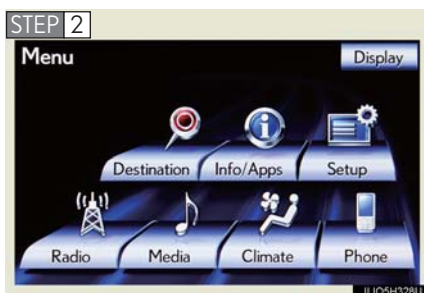 STEP 2
Menu
Display
Destination
Info/Apps
Setup
Radio
Media
Climate
Phone